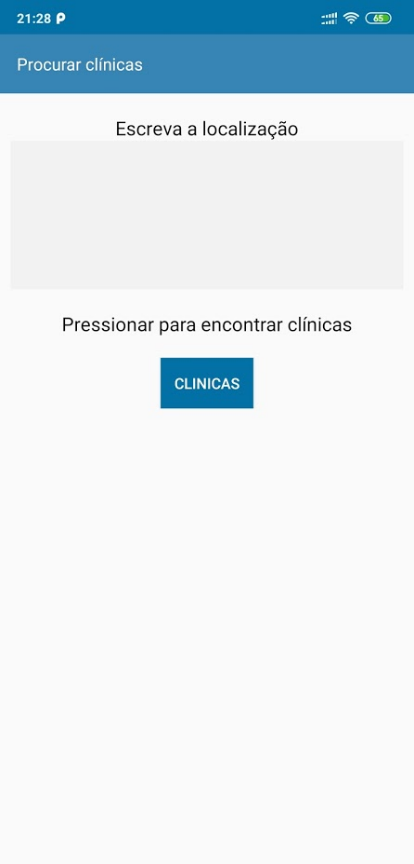 21:28 P
65
Procurar clínicas
Escreva a localização
Pressionar para encontrar clínicas
CLINICAS